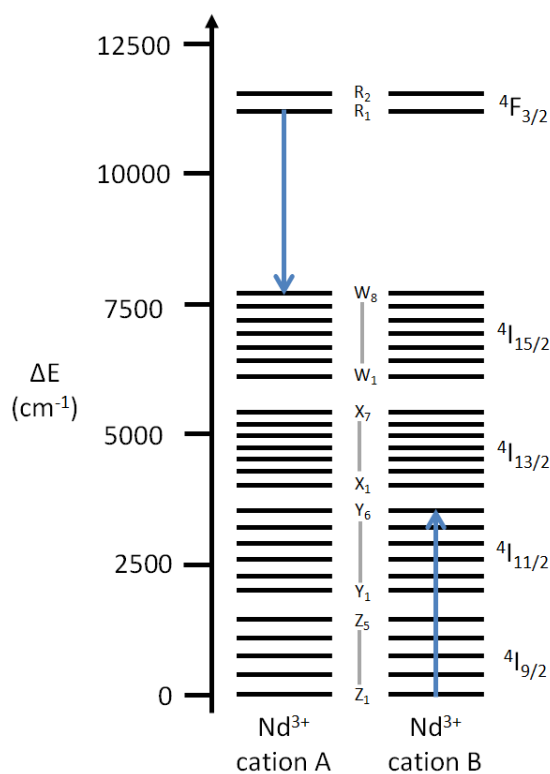 12500
R₂
R₁
⁴F₃/₂
10000
W₈
7500
⁴I₁₅/₂
W₁
ΔE
(cm⁻¹)
X₇
5000
⁴I₁₃/₂
X₁
Y₆
⁴I₁₁/₂
2500
Y₁
Z₅
⁴I₉/₂
0
Z₁
Nd³⁺
cation A
Nd³⁺
cation B